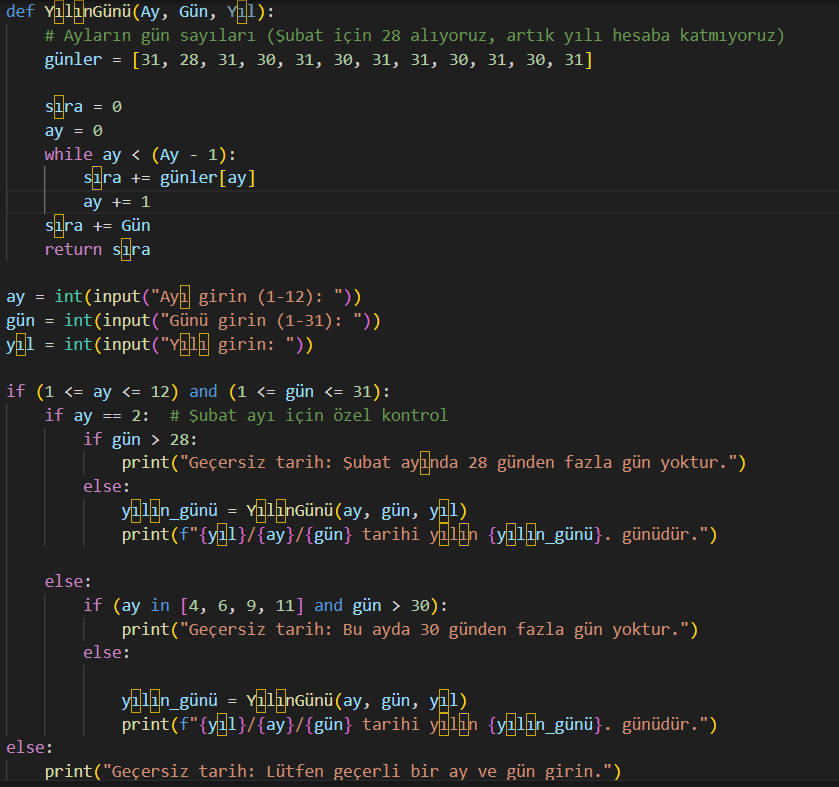 def YılınGünü(Ay, Gün, Yıl):
    # Ayların gün sayıları (Şubat için 28 alıyoruz, artık yılı hesaba katmıyoruz)
    günler = [31, 28, 31, 30, 31, 30, 31, 31, 30, 31, 30, 31]
    sıra = 0
    ay = 0
    while ay < (Ay - 1):
        sıra += günler[ay]
        ay += 1
    sıra += Gün
    return sıra
ay = int(input("Ayı girin (1-12): "))
gün = int(input("Günü girin (1-31): "))
yıl = int(input("Yılı girin: "))
if (1 <= ay <= 12) and (1 <= gün <= 31):
    if ay == 2:  # Şubat ayı için özel kontrol
        if gün > 28:
            print("Geçersiz tarih: Şubat ayında 28 günden fazla gün yoktur.")
        else:
            yılın_günü = YılınGünü(ay, gün, yıl)
            print(f"{yıl}/{ay}/{gün} tarihi yılın {yılın_günü}. günüdür.")
    else:
        if (ay in [4, 6, 9, 11] and gün > 30):
            print("Geçersiz tarih: Bu ayda 30 günden fazla gün yoktur.")
        else:
            yılın_günü = YılınGünü(ay, gün, yıl)
            print(f"{yıl}/{ay}/{gün} tarihi yılın {yılın_günü}. günüdür.")
else:
    print("Geçersiz tarih: Lütfen geçerli bir ay ve gün girin.")